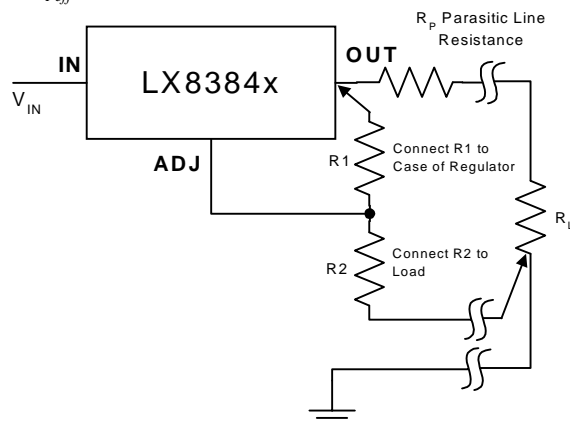 R_P Parasitic Line
Resistance
OUT
IN
LX8384x
V_IN
ADJ
R1
Connect R1 to
Case of Regulator
R_L
R2
Connect R2 to
Load